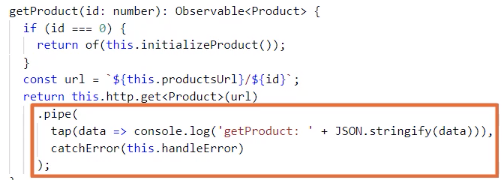 getProduct(id: number): Observable<Product> {
if (id === 0) {
return of(this.initializeProduct());
}
const url = `${this.productsUrl}/${id}`;
return this.http.get<Product>(url)
.pipe(
tap(data => console.log('getProduct: ' + JSON.stringify(data))),
catchError(this.handleError)
);
}